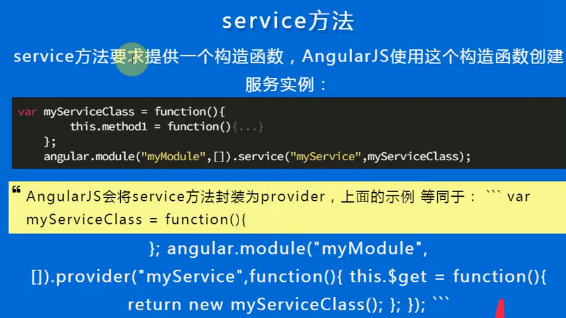 service方法
service方法要求提供一个构造函数，AngularJS使用这个构造函数创建
服务实例：
var myServiceClass = function(){
this.method1 = function(){...}
};
angular.module("myModule",[]).service("myService",myServiceClass);
“ AngularJS会将service方法封装为provider，上面的示例 等同于： ``` var
myServiceClass = function(){
}; angular.module("myModule",
[]).provider("myService",function(){ this.$get = function(){
return new myServiceClass(); }; }); ```